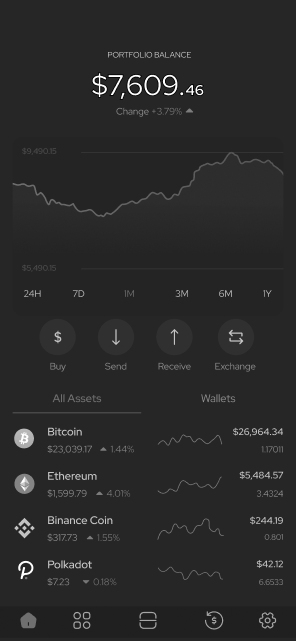 PORTFOLIO BALANCE
$7,609.46
Change +3.79%
$9,490.15
$5,490.15
24H 7D 1M 3M 6M 1Y
$
Buy Send Receive Exchange
All Assets Wallets
Bitcoin $26,964.34
$23,039.17 1.44% 1.17011
Ethereum $5,484.57
$1,599.79 4.01% 3.4324
Binance Coin $244.19
$317.73 1.55% 0.801
Polkadot $42.12
$7.23 0.18% 6.6533